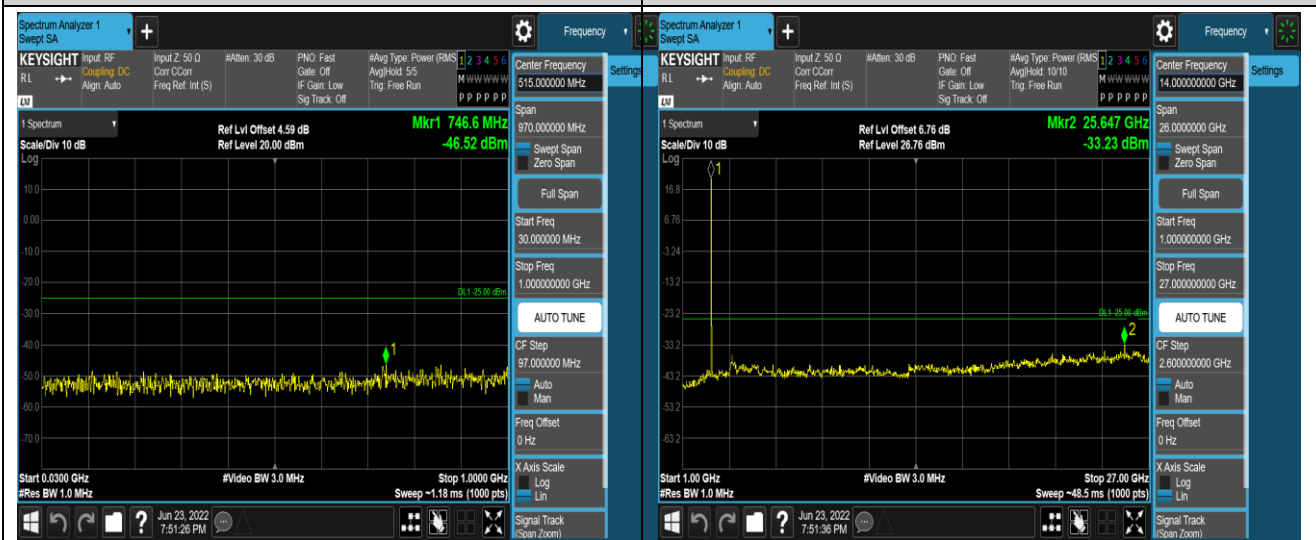 Spectrum Analyzer 1
Swept SA
+
Frequency
KEYSIGHT
RL
LXI
Input: RF
Coupling: DC
Align: Auto
Input Z: 50 Ω
Corr CCorr
Freq Ref: Int (S)
#Atten: 30 dB
PNO: Fast
Gate: Off
IF Gain: Low
Sig Track: Off
#Avg Type: Power (RMS
Avg|Hold: 5/5
Trig: Free Run
1 2 3 4 5 6
M W W W W W
P P P P P P
1 Spectrum
Scale/Div 10 dB
Log
Ref Lvl Offset 4.59 dB
Ref Level 20.00 dBm
Mkr1 746.6 MHz
-46.52 dBm
10.0
0.00
-10.0
-20.0
-30.0
-40.0
-50.0
-60.0
-70.0
DL1 -25.00 dBm
1
Start 0.0300 GHz
#Res BW 1.0 MHz
#Video BW 3.0 MHz
Stop 1.0000 GHz
Sweep ~1.18 ms (1000 pts)
Center Frequency
515.000000 MHz
Settings
Span
970.000000 MHz
Swept Span
Zero Span
Full Span
Start Freq
30.000000 MHz
Stop Freq
1.000000000 GHz
AUTO TUNE
CF Step
97.000000 MHz
Auto
Man
Freq Offset
0 Hz
X Axis Scale
Log
Lin
Signal Track
(Span Zoom)
?
Jun 23, 2022
7:51:26 PM
Spectrum Analyzer 1
Swept SA
+
Frequency
KEYSIGHT
RL
LXI
Input: RF
Coupling: DC
Align: Auto
Input Z: 50 Ω
Corr CCorr
Freq Ref: Int (S)
#Atten: 30 dB
PNO: Fast
Gate: Off
IF Gain: Low
Sig Track: Off
#Avg Type: Power (RMS
Avg|Hold: 10/10
Trig: Free Run
1 2 3 4 5 6
M W W W W W
P P P P P P
1 Spectrum
Scale/Div 10 dB
Log
Ref Lvl Offset 6.76 dB
Ref Level 26.76 dBm
Mkr2 25.647 GHz
-33.23 dBm
1
16.8
6.76
-3.24
-13.2
-23.2
-33.2
-43.2
-53.2
-63.2
DL1 -25.00 dBm
2
Start 1.00 GHz
#Res BW 1.0 MHz
#Video BW 3.0 MHz
Stop 27.00 GHz
Sweep ~48.5 ms (1000 pts)
Center Frequency
14.000000000 GHz
Settings
Span
26.0000000 GHz
Swept Span
Zero Span
Full Span
Start Freq
1.000000000 GHz
Stop Freq
27.000000000 GHz
AUTO TUNE
CF Step
2.600000000 GHz
Auto
Man
Freq Offset
0 Hz
X Axis Scale
Log
Lin
Signal Track
(Span Zoom)
?
Jun 23, 2022
7:51:36 PM